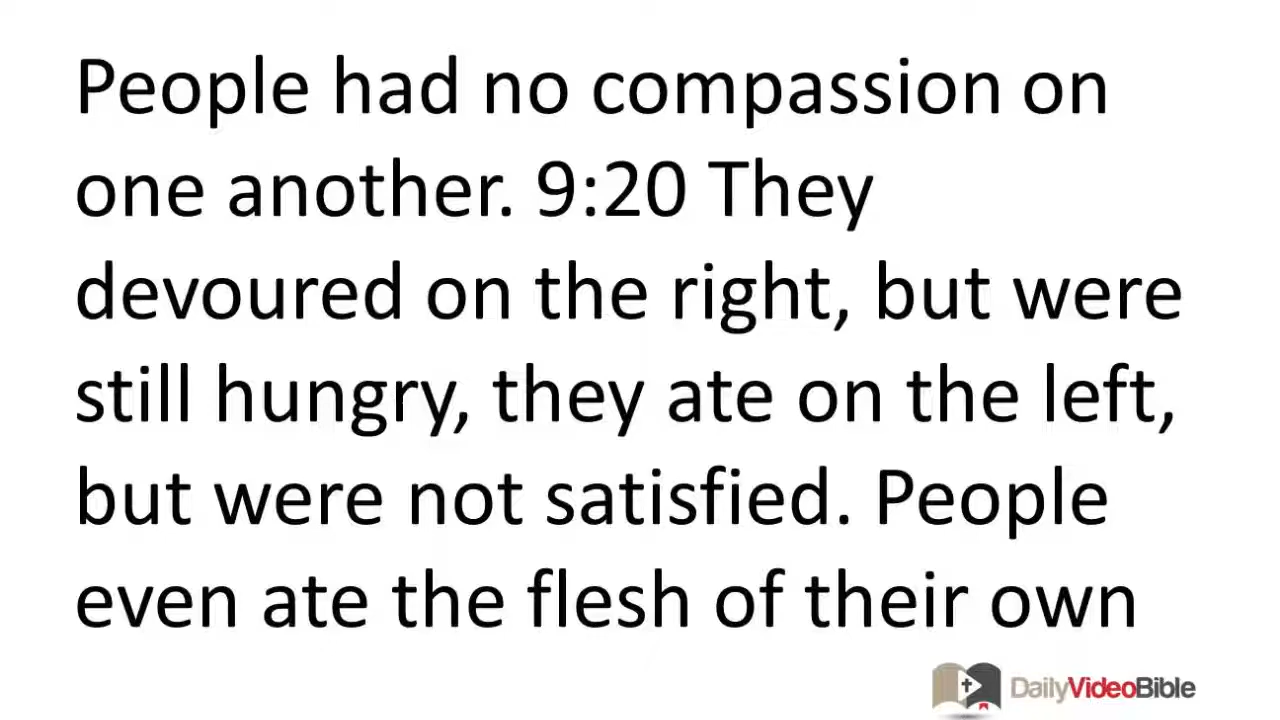 People had no compassion on
one another. 9:20 They
devoured on the right, but were
still hungry, they ate on the left,
but were not satisfied. People
even ate the flesh of their own
DailyVideoBible